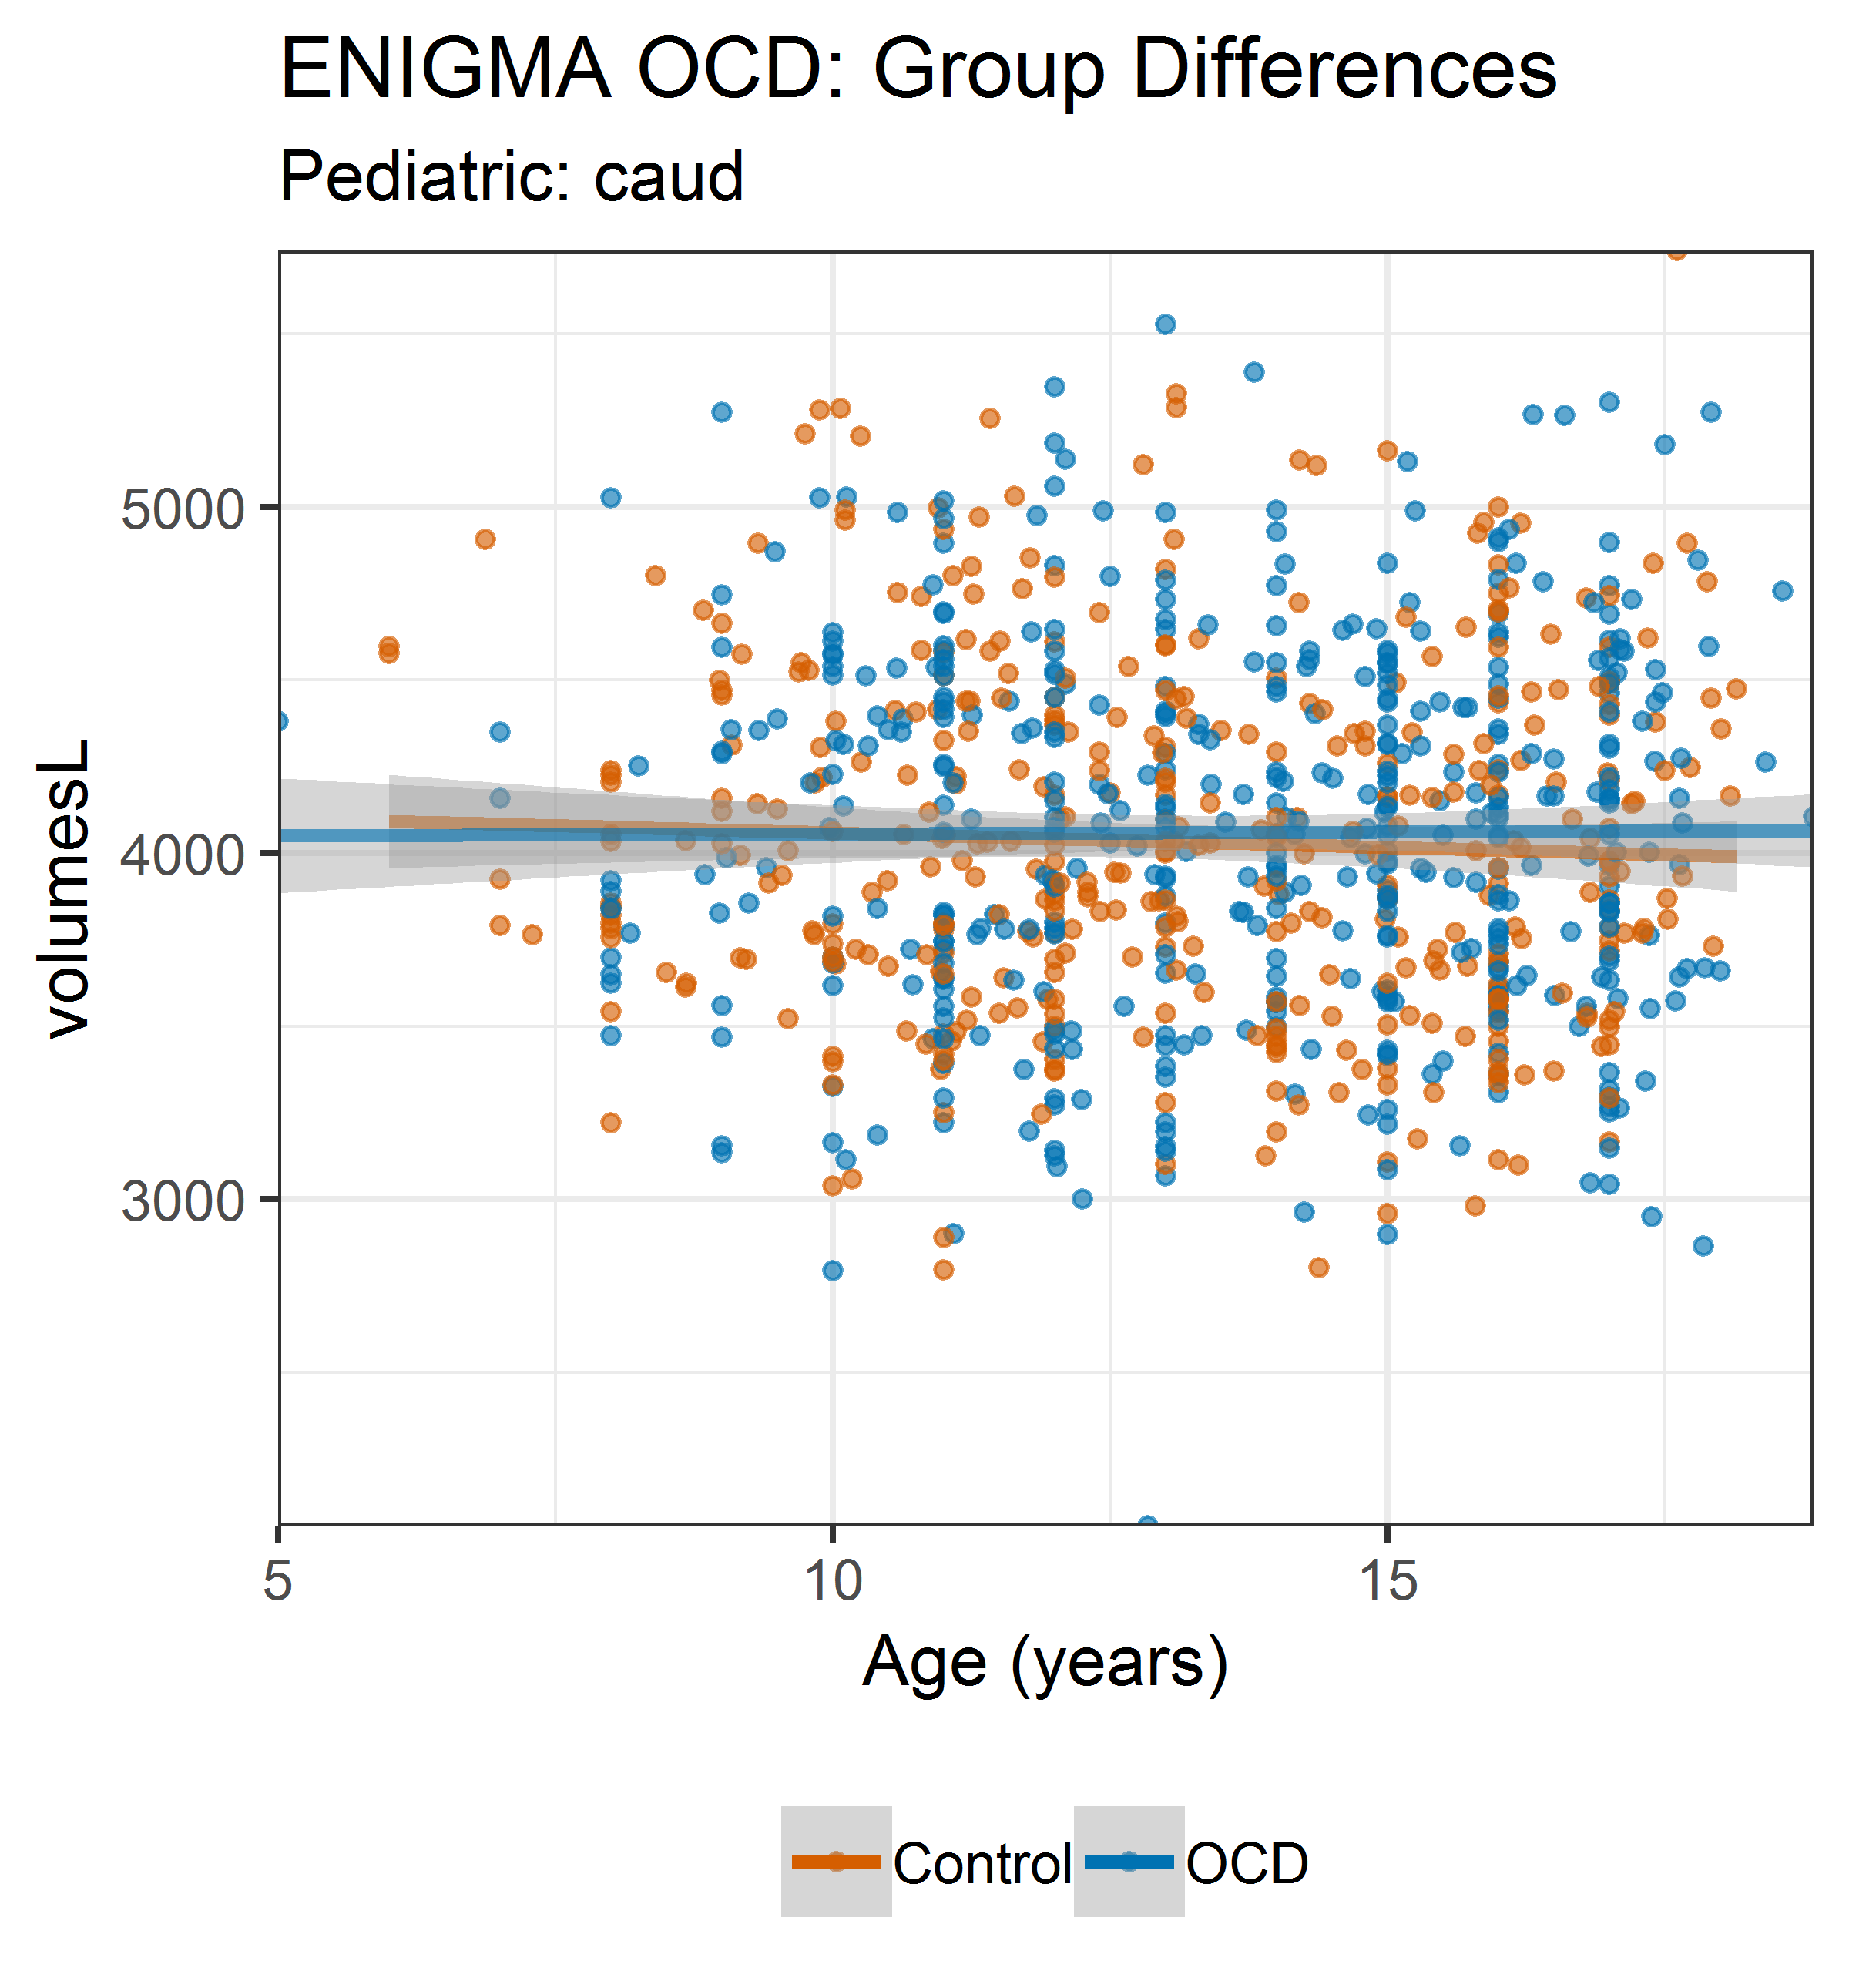 ENIGMA OCD: Group Differences
Pediatric: caud
volumesL
5000
4000
3000
5
10
15
Age (years)
Control
OCD